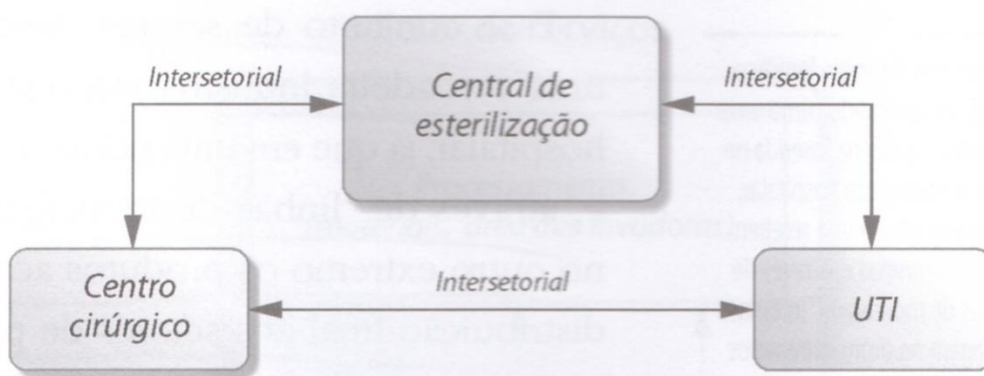 Intersetorial
Intersetorial
Central de
esterilização
Centro
cirúrgico
Intersetorial
UTI